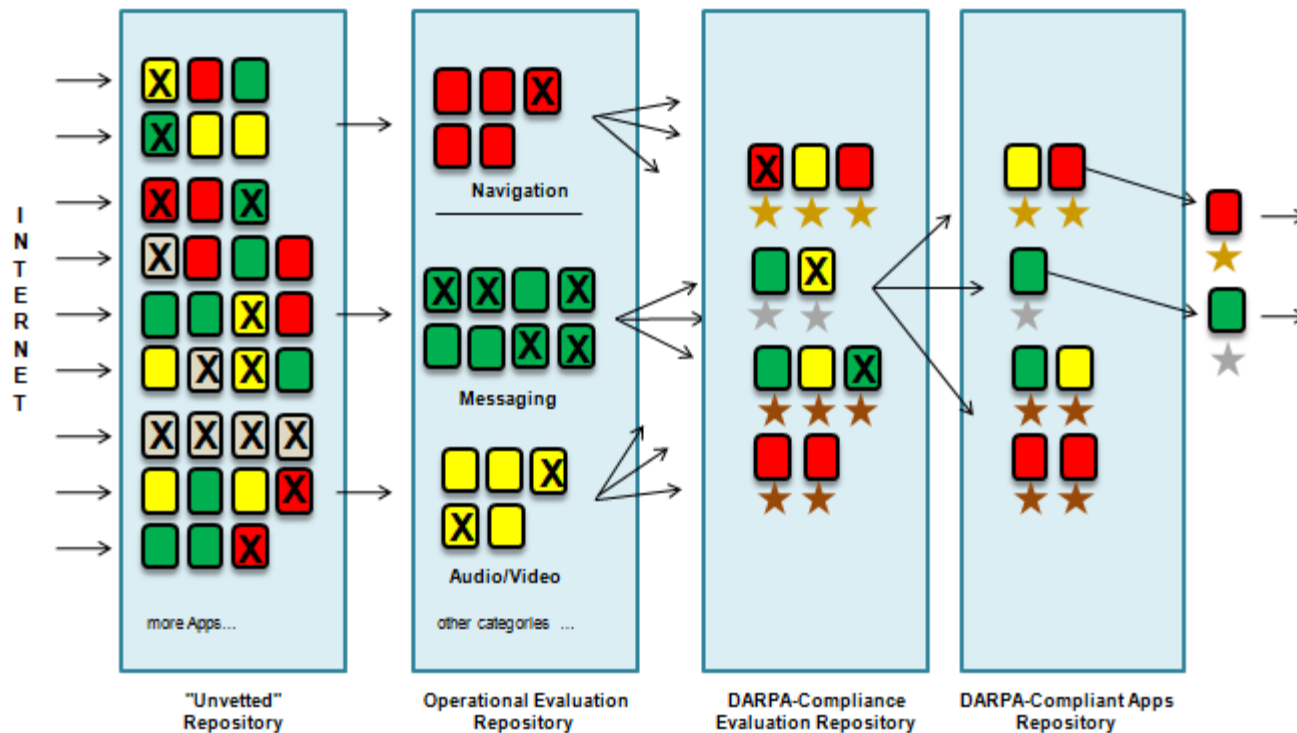 INTERNET
X
X
X X
X
X
X X
X X X X
X
X
more Apps...
"Unvetted"
Repository
X
Navigation
X X X
X X
Messaging
X
X
Audio/Video
other categories ...
Operational Evaluation
Repository
X
X
X
DARPA-Compliance
Evaluation Repository
DARPA-Compliant Apps
Repository